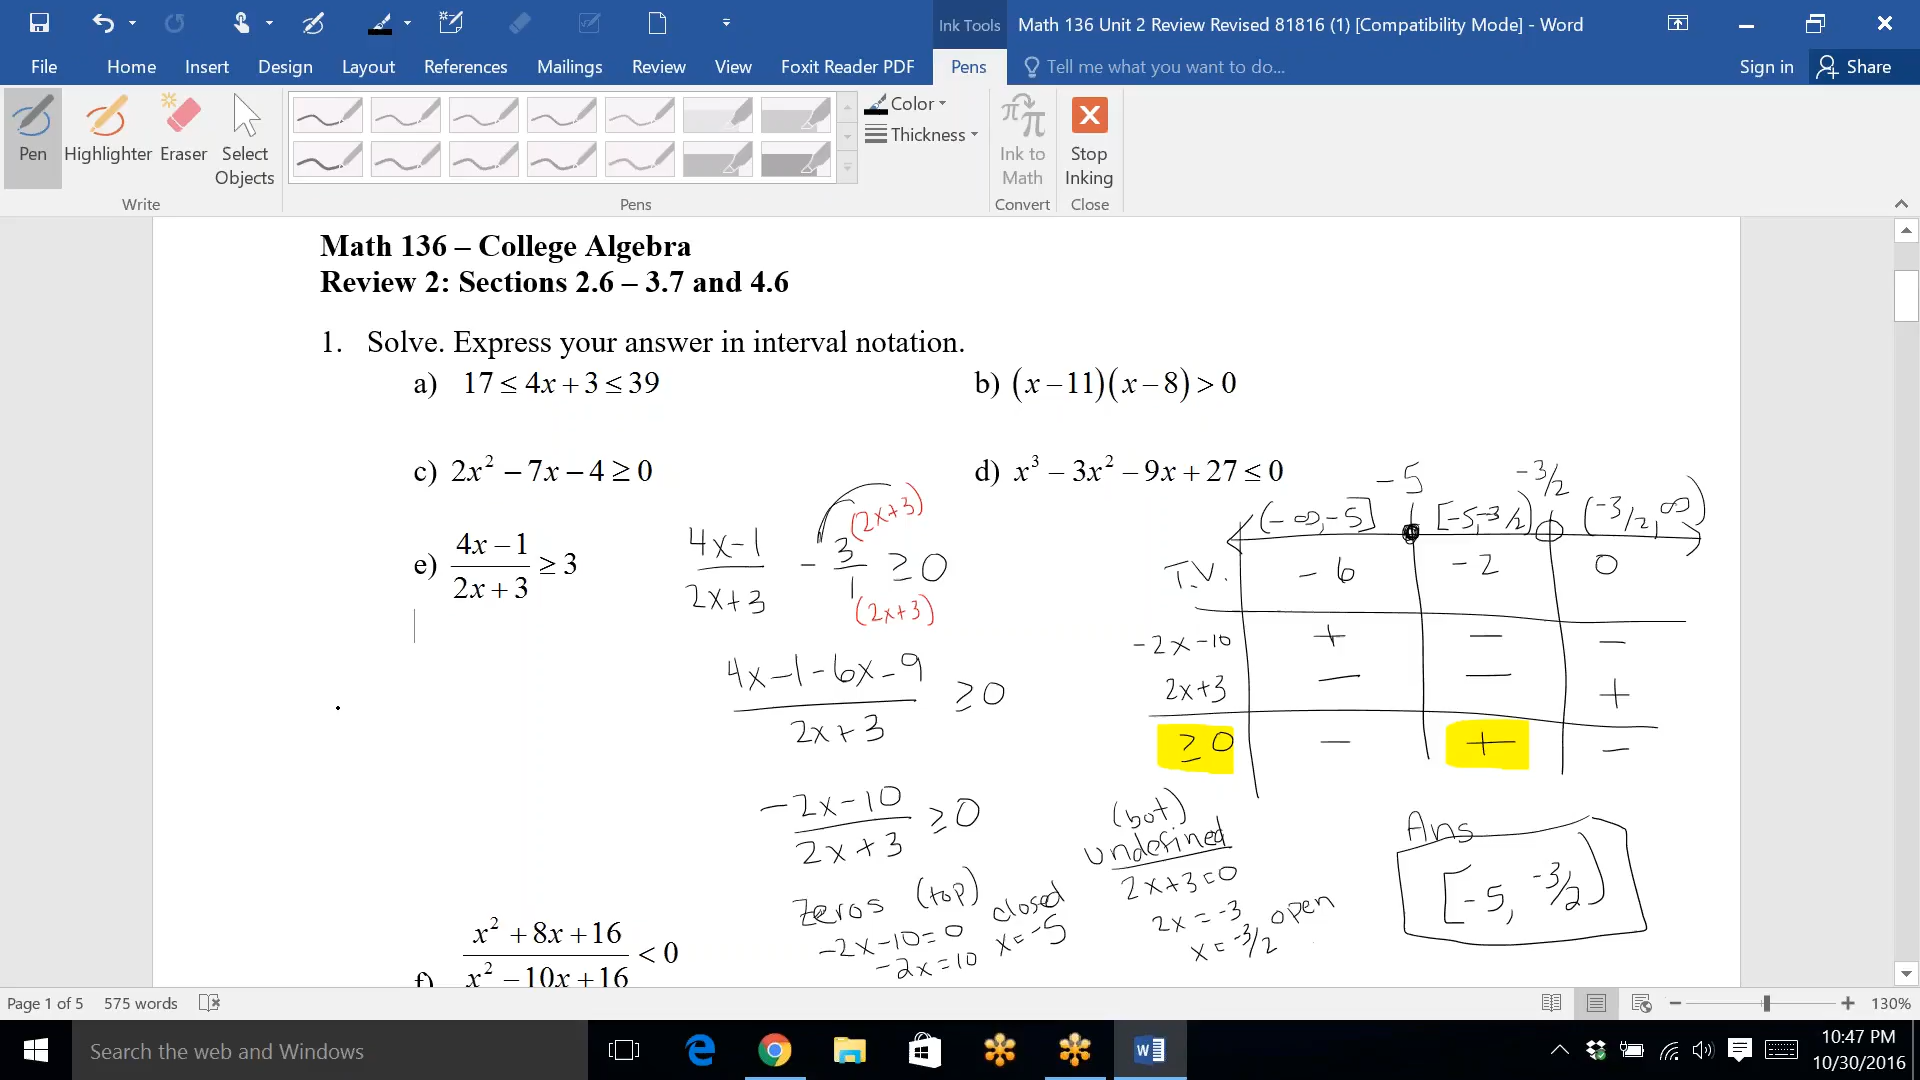 Ink Tools
Math 136 Unit 2 Review Revised 81816 (1) [Compatibility Mode] - Word
File Home Insert Design Layout References Mailings Review View Foxit Reader PDF Pens Tell me what you want to do... Sign in Share
Pen Highlighter Eraser Select Objects
Color
Thickness
Ink to Math
Stop Inking
Write Pens Convert Close
Math 136 – College Algebra
Review 2: Sections 2.6 – 3.7 and 4.6
1. Solve. Express your answer in interval notation.
a) 17 ≤ 4x + 3 ≤ 39
b) (x − 11)(x − 8) > 0
c) 2x² − 7x − 4 ≥ 0
d) x³ − 3x² − 9x + 27 ≤ 0
e) (4x − 1)/(2x + 3) ≥ 3
(4x-1)/(2x+3) - 3(2x+3)/1(2x+3) ≥ 0
(4x-1-6x-9)/(2x+3) ≥ 0
(-2x-10)/(2x+3) ≥ 0
zeros (top)
-2x-10=0
-2x=10
closed
x=-5
(bot)
undefined
2x+3=0
2x=-3
x=-3/2
open
-5 -3/2
(-∞,-5] [-5,-3/2) (-3/2,∞)
T.V. -6 -2 0
-2x-10 + - -
2x+3 - - +
≥0 - + -
Ans
[-5, -3/2)
f) (x² + 8x + 16)/(x² − 10x + 16) < 0
Page 1 of 5 575 words
130%
Search the web and Windows
10:47 PM
10/30/2016